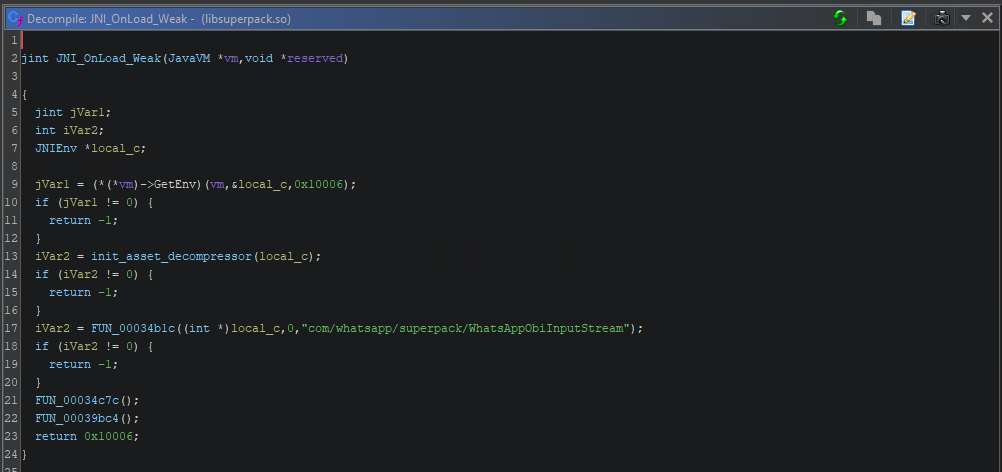 Decompile: JNI_OnLoad_Weak - (libsuperpack.so)
1
2 jint JNI_OnLoad_Weak(JavaVM *vm,void *reserved)
3
4 {
5   jint jVar1;
6   int iVar2;
7   JNIEnv *local_c;
8
9   jVar1 = (*(*vm)->GetEnv)(vm,&local_c,0x10006);
10   if (jVar1 != 0) {
11     return -1;
12   }
13   iVar2 = init_asset_decompressor(local_c);
14   if (iVar2 != 0) {
15     return -1;
16   }
17   iVar2 = FUN_00034b1c((int *)local_c,0,"com/whatsapp/superpack/WhatsAppObiInputStream");
18   if (iVar2 != 0) {
19     return -1;
20   }
21   FUN_00034c7c();
22   FUN_00039bc4();
23   return 0x10006;
24 }
25